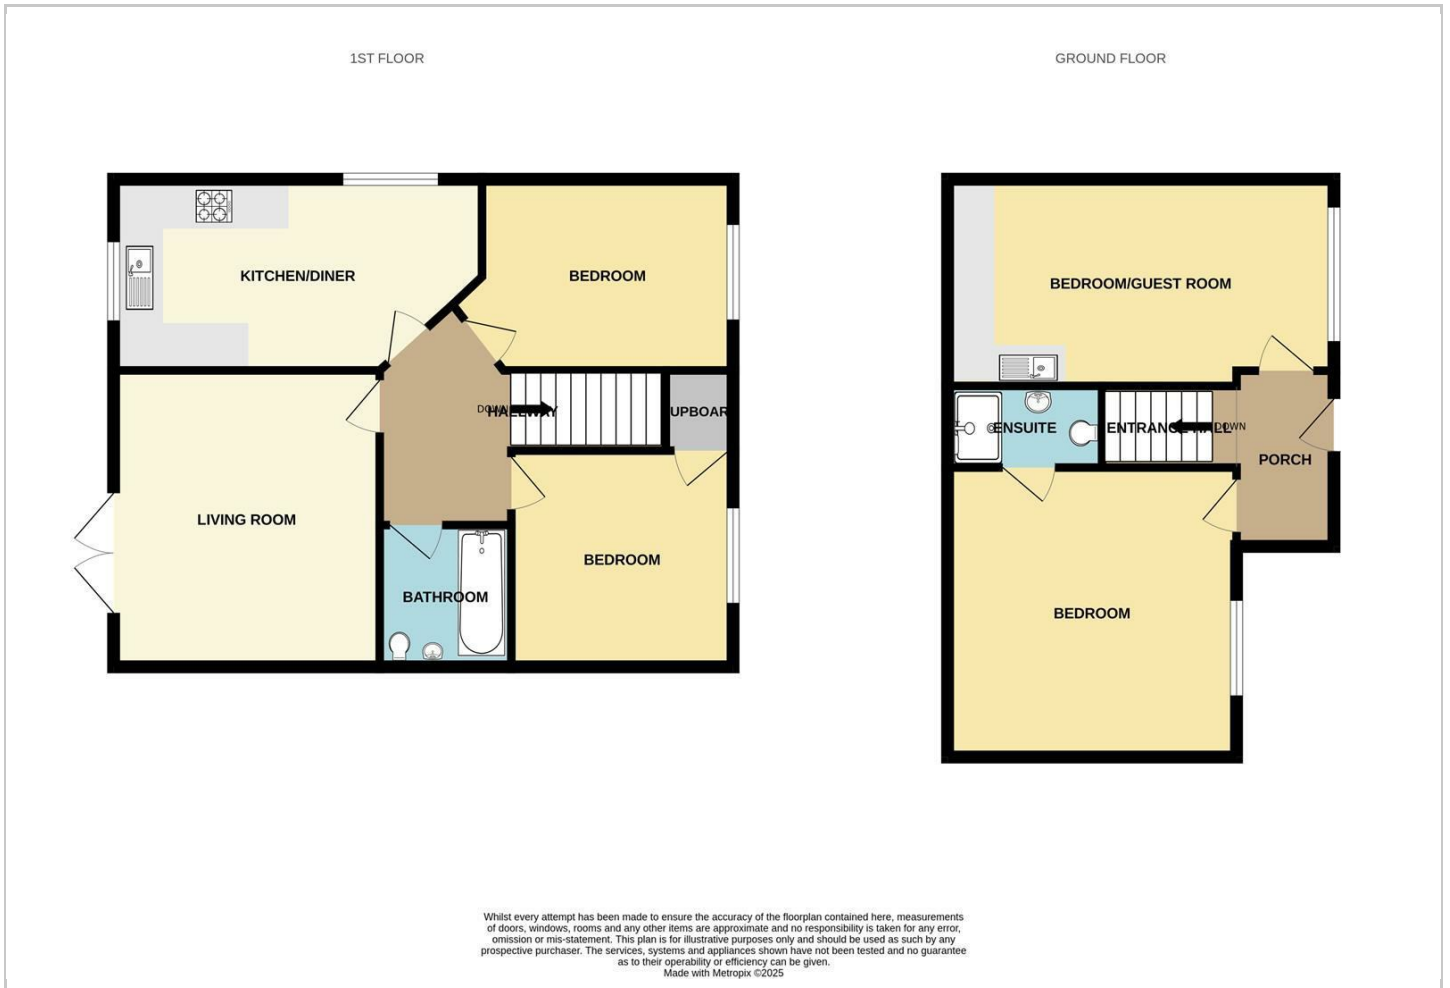 1ST FLOOR
GROUND FLOOR
KITCHEN/DINER
BEDROOM
DOWN
HALLWAY
UPBOAR
LIVING ROOM
BEDROOM
BATHROOM
BEDROOM/GUEST ROOM
ENSUITE
ENTRANCE HALL
DOWN
PORCH
BEDROOM
Whilst every attempt has been made to ensure the accuracy of the floorplan contained here, measurements
of doors, windows, rooms and any other items are approximate and no responsibility is taken for any error,
omission or mis-statement. This plan is for illustrative purposes only and should be used as such by any
prospective purchaser. The services, systems and appliances shown have not been tested and no guarantee
as to their operability or efficiency can be given.
Made with Metropix ©2025